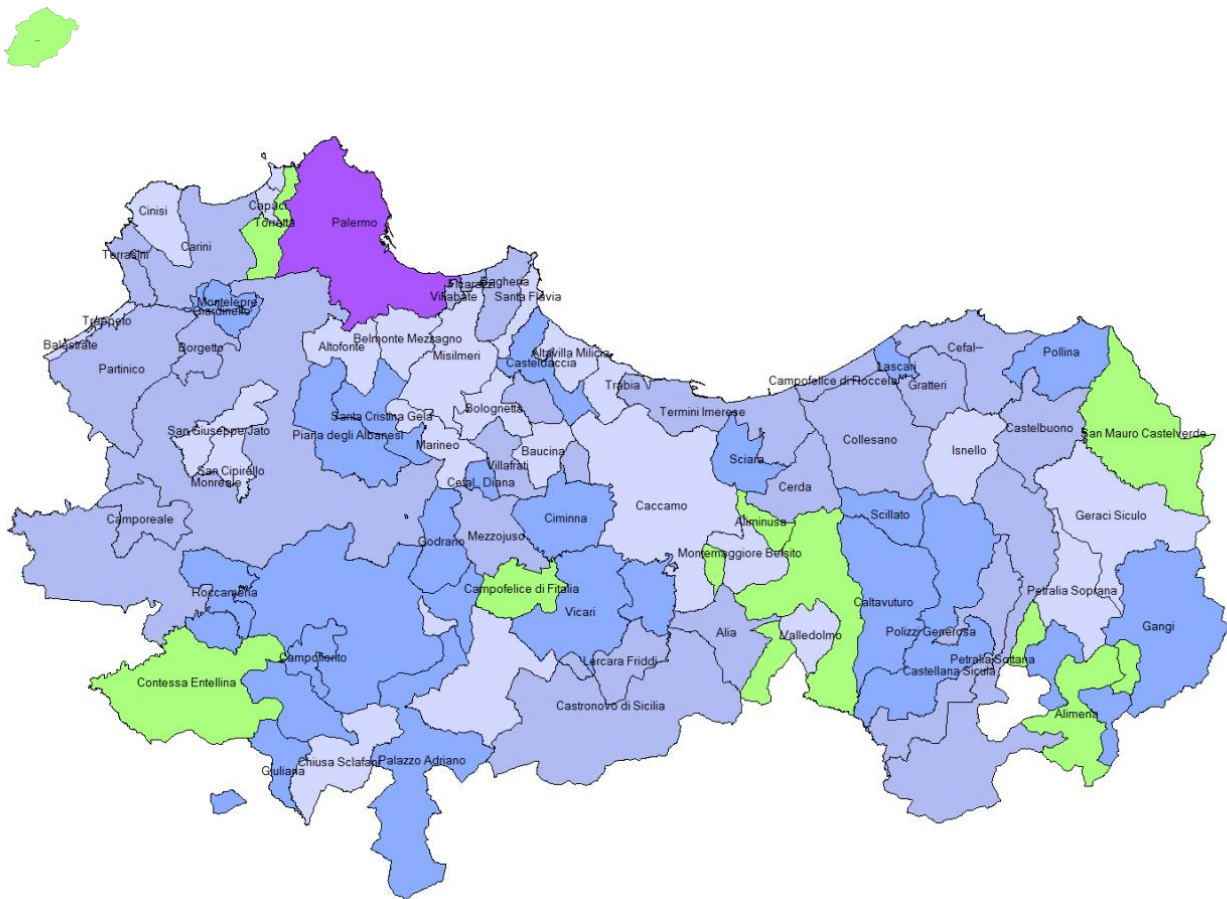 Cinisi
Capaci
Torretta
Palermo
Carini
Terrasini
Bagheria
Ficarazzi
Villabate
Santa Flavia
Montelepre
Giardinello
Trappeto
Balestrate
Borgetto
Partinico
Altofonte
Belmonte Mezzagno
Misilmeri
Altavilla Milicia
Casteldaccia
Cefal
Pollina
Lascari
Campofelice di Roccella
Gratteri
Trabia
Termini Imerese
Bolognetta
Santa Cristina Gela
San Giuseppe Jato
Piana degli Albanesi
Marineo
Baucina
Villafrati
Sciara
Collesano
Isnello
Castelbuono
San Mauro Castelverde
San Cipirello
Monreale
Cefal_ Diana
Cerda
Caccamo
Camporeale
Ciminna
Scillato
Geraci Siculo
Aliminusa
Godrano
Mezzojuso
Montemaggiore Belsito
Roccamena
Campofelice di Fitalia
Petralia Soprana
Caltavuturo
Vicari
Gangi
Alia
Valledolmo
Polizzi Generosa
Campofiorito
Lercara Friddi
Petralia Sottana
Castellana Sicula
Contessa Entellina
Castronovo di Sicilia
Alimena
Chiusa Sclafani
Palazzo Adriano
Giuliana